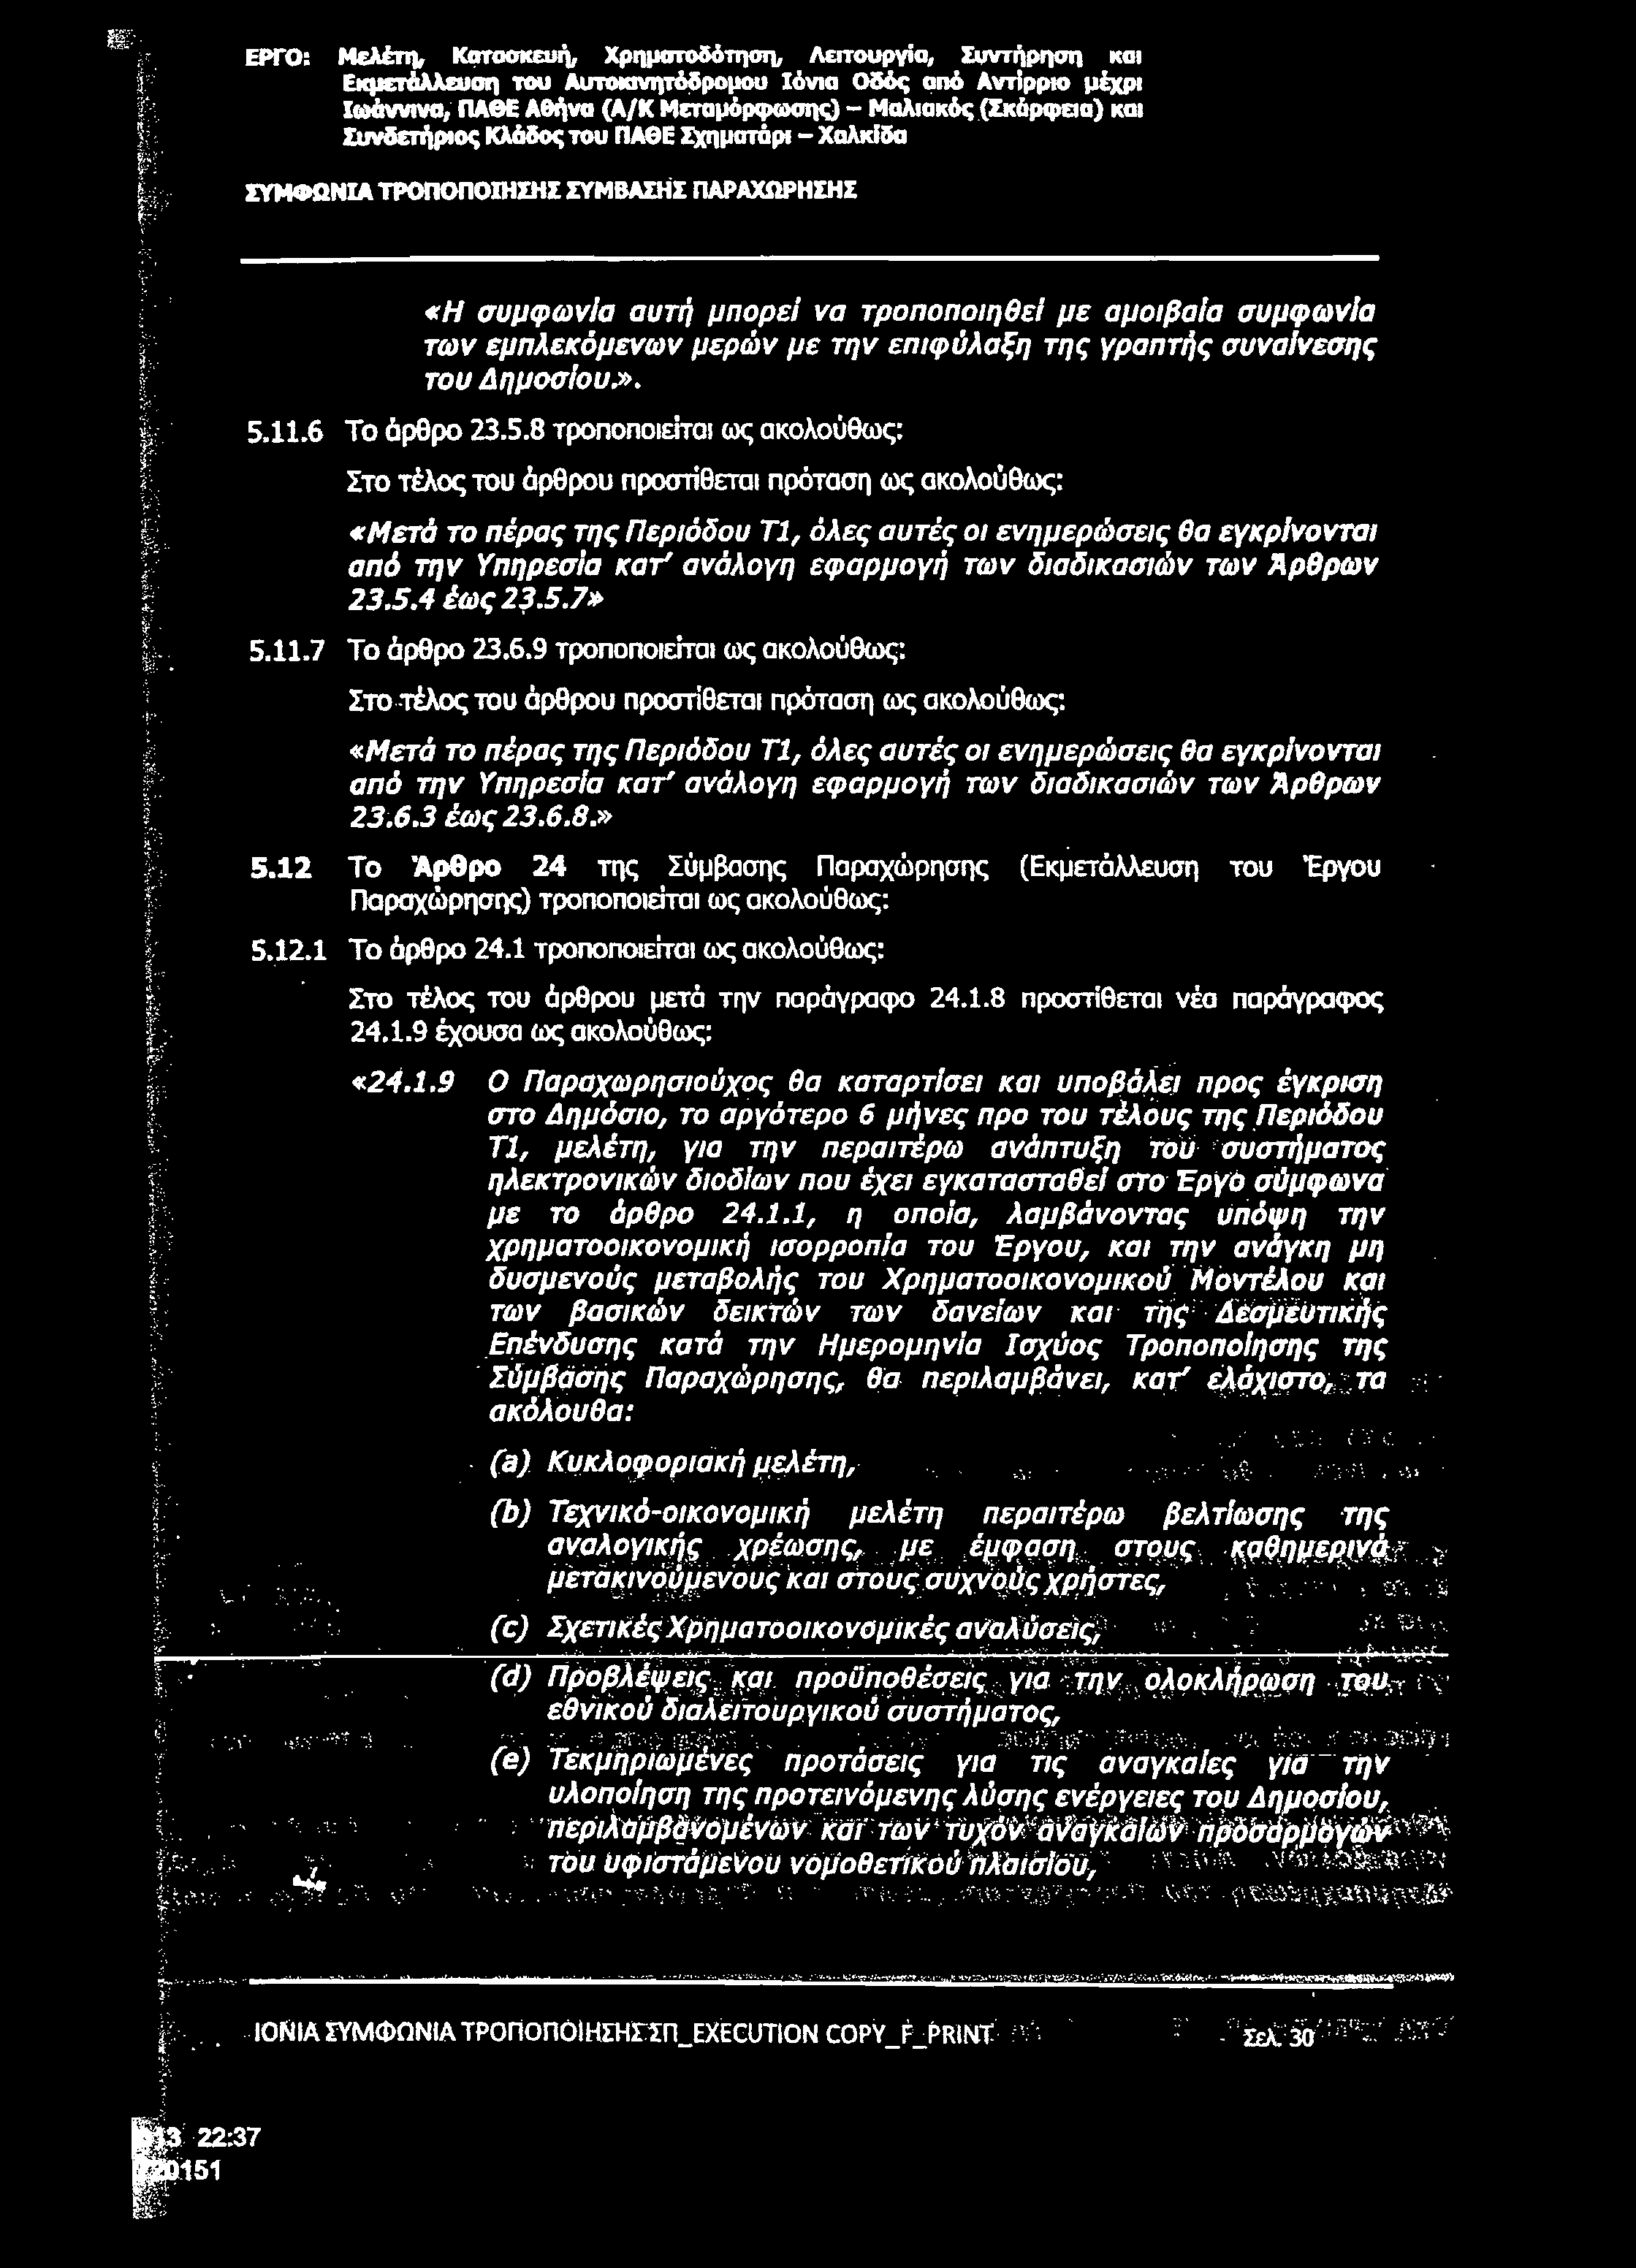 ΕΡΓΟ: Μελέτη, Κατασκευή, Χρηματοδότηση, Λειτουργία, Συντήρηση και
Εκμετάλλευση του Αυτοκινητόδρομου Ιόνια Οδός από Αντίρριο μέχρι
Ιωάννινα, ΠΑΘΕ Αθήνα (Α/Κ Μεταμόρφωσης) – Μαλιακός (Σκάρφεια) και
Συνδετήριος Κλάδος του ΠΑΘΕ Σχηματάρι – Χαλκίδα
ΣΥΜΦΩΝΙΑ ΤΡΟΠΟΠΟΙΗΣΗΣ ΣΥΜΒΑΣΗΣ ΠΑΡΑΧΩΡΗΣΗΣ
«Η συμφωνία αυτή μπορεί να τροποποιηθεί με αμοιβαία συμφωνία
των εμπλεκόμενων μερών με την επιφύλαξη της γραπτής συναίνεσης
του Δημοσίου.».
5.11.6 Το άρθρο 23.5.8 τροποποιείται ως ακολούθως:
Στο τέλος του άρθρου προστίθεται πρόταση ως ακολούθως:
«Μετά το πέρας της Περιόδου Τ1, όλες αυτές οι ενημερώσεις θα εγκρίνονται
από την Υπηρεσία κατ' ανάλογη εφαρμογή των διαδικασιών των Άρθρων
23.5.4 έως 23.5.7»
5.11.7 Το άρθρο 23.6.9 τροποποιείται ως ακολούθως:
Στο τέλος του άρθρου προστίθεται πρόταση ως ακολούθως:
«Μετά το πέρας της Περιόδου Τ1, όλες αυτές οι ενημερώσεις θα εγκρίνονται
από την Υπηρεσία κατ' ανάλογη εφαρμογή των διαδικασιών των Άρθρων
23.6.3 έως 23.6.8.»
5.12 Το Άρθρο 24 της Σύμβασης Παραχώρησης (Εκμετάλλευση του Έργου
Παραχώρησης) τροποποιείται ως ακολούθως:
5.12.1 Το άρθρο 24.1 τροποποιείται ως ακολούθως:
Στο τέλος του άρθρου μετά την παράγραφο 24.1.8 προστίθεται νέα παράγραφος
24.1.9 έχουσα ως ακολούθως:
«24.1.9 Ο Παραχωρησιούχος θα καταρτίσει και υποβάλει προς έγκριση
στο Δημόσιο, το αργότερο 6 μήνες προ του τέλους της Περιόδου
Τ1, μελέτη, για την περαιτέρω ανάπτυξη του συστήματος
ηλεκτρονικών διοδίων που έχει εγκατασταθεί στο Έργο σύμφωνα
με το άρθρο 24.1.1, η οποία, λαμβάνοντας υπόψη την
χρηματοοικονομική ισορροπία του Έργου, και την ανάγκη μη
δυσμενούς μεταβολής του Χρηματοοικονομικού Μοντέλου και
των βασικών δεικτών των δανείων και της Δεσμευτικής
Επένδυσης κατά την Ημερομηνία Ισχύος Τροποποίησης της
Σύμβασης Παραχώρησης, θα περιλαμβάνει, κατ' ελάχιστο, τα
ακόλουθα:
(a) Κυκλοφοριακή μελέτη,
(b) Τεχνικό-οικονομική μελέτη περαιτέρω βελτίωσης της
αναλογικής χρέωσης, με έμφαση στους καθημερινά
μετακινούμενους και στους συχνούς χρήστες,
(c) Σχετικές Χρηματοοικονομικές αναλύσεις,
(d) Προβλέψεις και προϋποθέσεις για την ολοκλήρωση του
εθνικού διαλειτουργικού συστήματος,
(e) Τεκμηριωμένες προτάσεις για τις αναγκαίες για την
υλοποίηση της προτεινόμενης λύσης ενέργειες του Δημοσίου,
περιλαμβανομένων και των τυχόν αναγκαίων προσαρμογών
του υφιστάμενου νομοθετικού πλαισίου,
ΙΟΝΙΑ ΣΥΜΦΩΝΙΑ ΤΡΟΠΟΠΟΙΗΣΗΣ ΣΠ_EXECUTION COPY_F_PRINT Σελ. 30
22:37